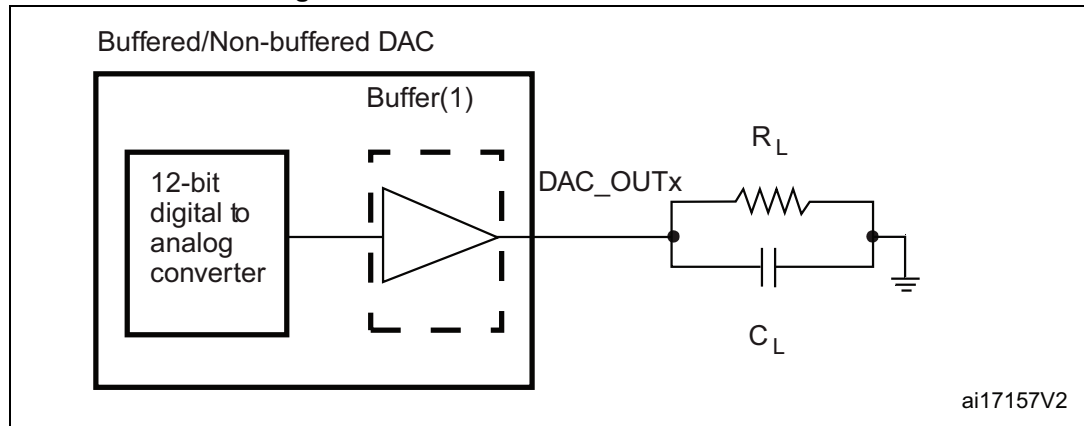 Buffered/Non-buffered DAC
Buffer(1)
12-bit
digital to
analog
converter
DAC_OUTx
R L
C L
ai17157V2